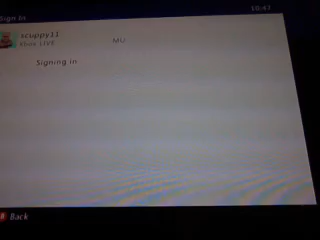 Sign In
10:47
scuppy11
Xbox LIVE
MU
Signing in
B Back